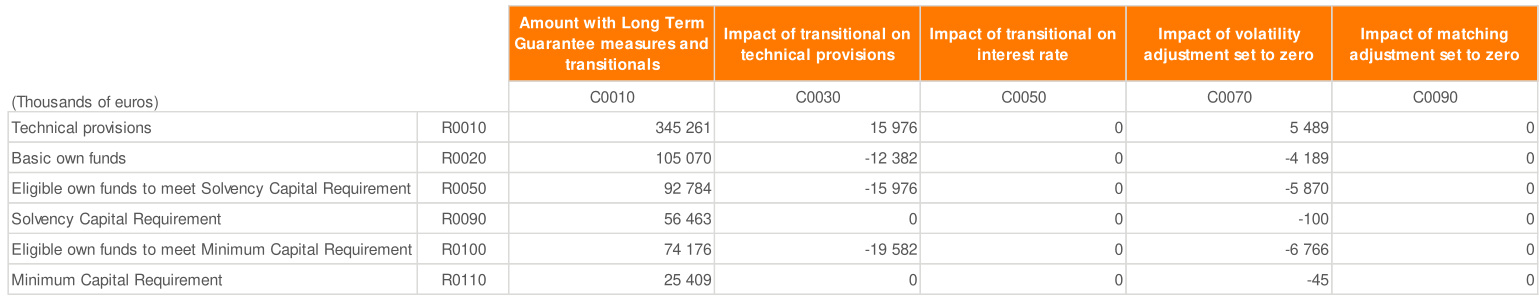 Amount with Long Term Guarantee measures and transitionals Impact of transitional on technical provisions Impact of transitional on interest rate Impact of volatility adjustment set to zero Impact of matching adjustment set to zero
(Thousands of euros) C0010 C0030 C0050 C0070 C0090
Technical provisions R0010 345 261 15 976 0 5 489 0
Basic own funds R0020 105 070 -12 382 0 -4 189 0
Eligible own funds to meet Solvency Capital Requirement R0050 92 784 -15 976 0 -5 870 0
Solvency Capital Requirement R0090 56 463 0 0 -100 0
Eligible own funds to meet Minimum Capital Requirement R0100 74 176 -19 582 0 -6 766 0
Minimum Capital Requirement R0110 25 409 0 0 -45 0